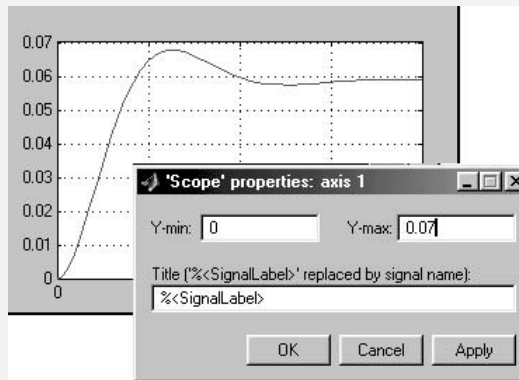 0.07
0.06
0.05
0.04
0.03
0.02
0.01
0
0
'Scope' properties: axis 1
Y-min: 0 Y-max: 0.07
Title ('%<SignalLabel>' replaced by signal name):
%<SignalLabel>
OK Cancel Apply